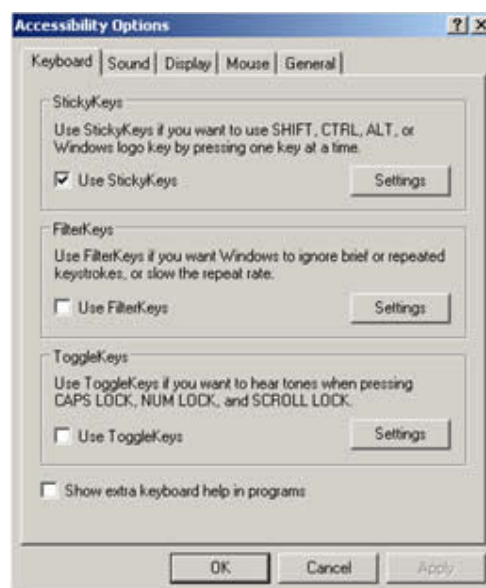 Accessibility Options
Keyboard Sound Display Mouse General
StickyKeys
Use StickyKeys if you want to use SHIFT, CTRL, ALT, or
Windows logo key by pressing one key at a time.
Use StickyKeys Settings
FilterKeys
Use FilterKeys if you want Windows to ignore brief or repeated
keystrokes, or slow the repeat rate.
Use FilterKeys Settings
ToggleKeys
Use ToggleKeys if you want to hear tones when pressing
CAPS LOCK, NUM LOCK, and SCROLL LOCK.
Use ToggleKeys Settings
Show extra keyboard help in programs
OK Cancel Apply